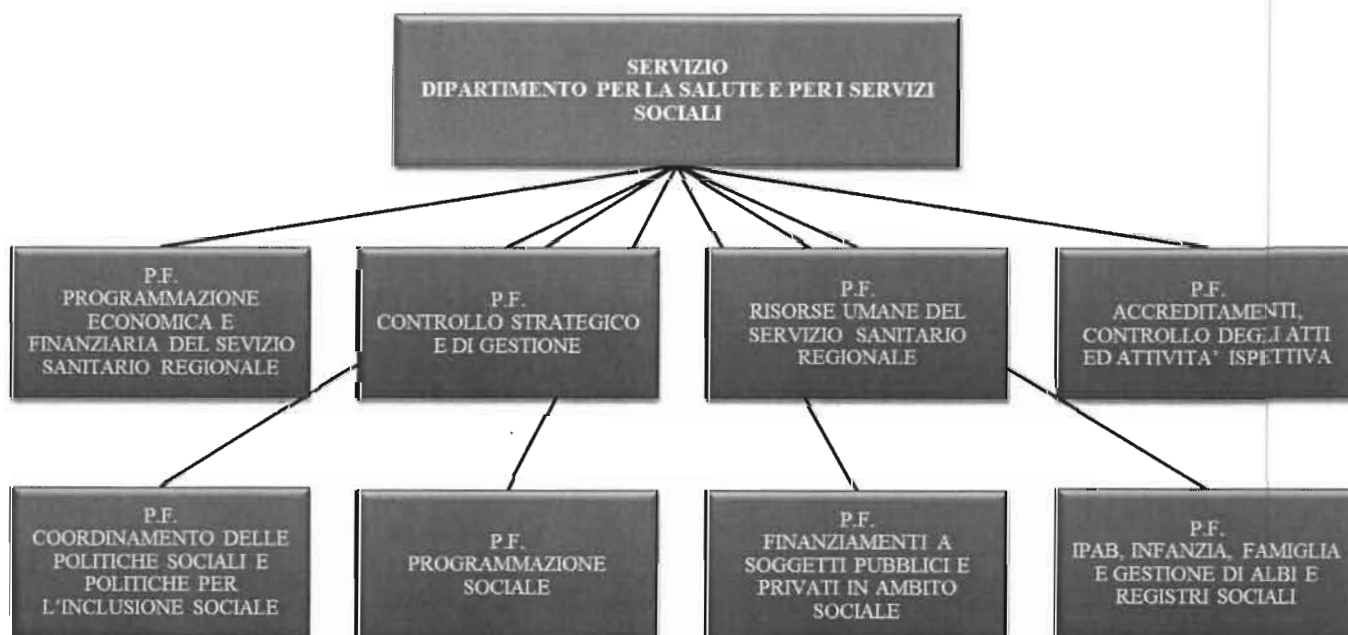 SERVIZIO
DIPARTIMENTO PER LA SALUTE E PER I SERVIZI
SOCIALI
P.F.
PROGRAMMAZIONE
ECONOMICA E
FINANZIARIA DEL SEVIZIO
SANITARIO REGIONALE
P.F.
CONTROLLO STRATEGICO
E DI GESTIONE
P.F.
RISORSE UMANE DEL
SERVIZIO SANITARIO
REGIONALE
P.F.
ACCREDITAMENTI,
CONTROLLO DEGLI ATTI
ED ATTIVITA' ISPETTIVA
P.F.
COORDINAMENTO DELLE
POLITICHE SOCIALI E
POLITICHE PER
L'INCLUSIONE SOCIALE
P.F.
PROGRAMMAZIONE
SOCIALE
P.F.
FINANZIAMENTI A
SOGGETTI PUBBLICI E
PRIVATI IN AMBITO
SOCIALE
P.F.
IPAB, INFANZIA, FAMIGLIA
E GESTIONE DI ALBI E
REGISTRI SOCIALI